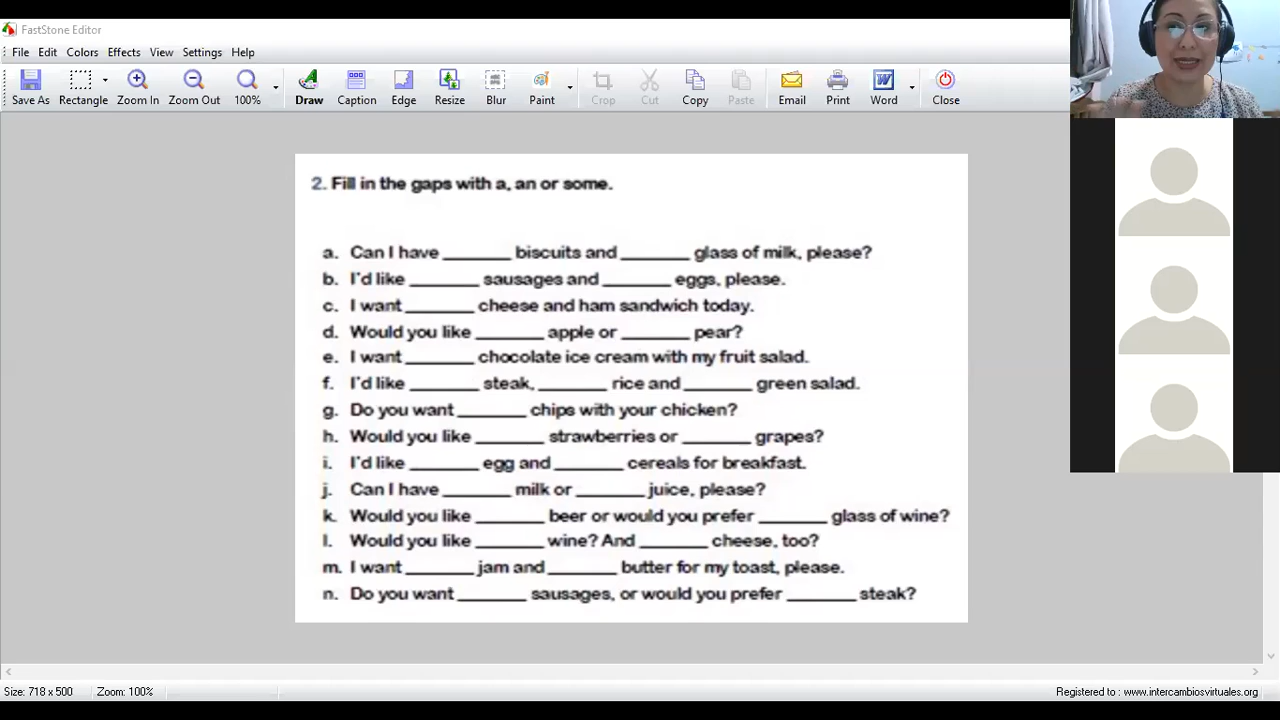 FastStone Editor
File Edit Colors Effects View Settings Help
Save As Rectangle Zoom In Zoom Out 100% Draw Caption Edge Resize Blur Paint Crop Cut Copy Paste Email Print Word Close
2. Fill in the gaps with a, an or some.
a. Can I have _______ biscuits and _______ glass of milk, please?
b. I'd like _______ sausages and _______ eggs, please.
c. I want _______ cheese and ham sandwich today.
d. Would you like _______ apple or _______ pear?
e. I want _______ chocolate ice cream with my fruit salad.
f. I'd like _______ steak, _______ rice and _______ green salad.
g. Do you want _______ chips with your chicken?
h. Would you like _______ strawberries or _______ grapes?
i. I'd like _______ egg and _______ cereals for breakfast.
j. Can I have _______ milk or _______ juice, please?
k. Would you like _______ beer or would you prefer _______ glass of wine?
l. Would you like _______ wine? And _______ cheese, too?
m. I want _______ jam and _______ butter for my toast, please.
n. Do you want _______ sausages, or would you prefer _______ steak?
Size: 718 x 500 Zoom: 100% Registered to : www.intercambiosvirtuales.org